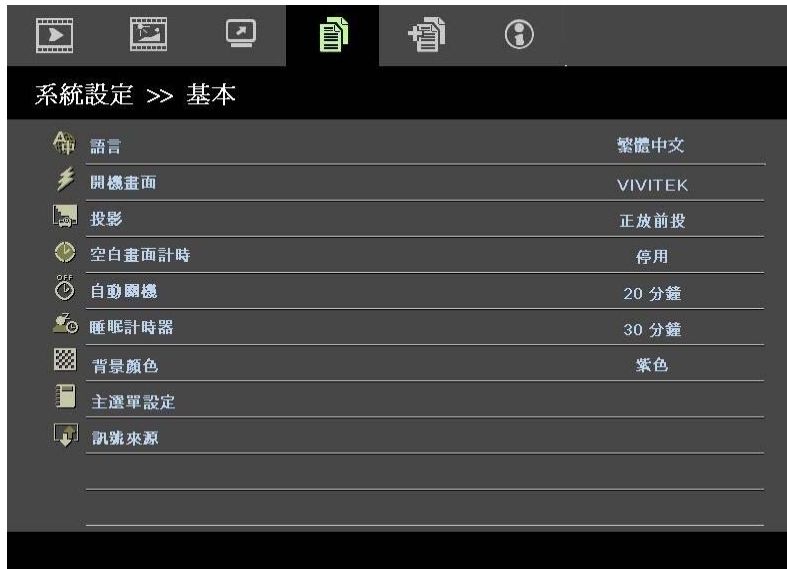 系統設定 >> 基本
語言 繁體中文
開機畫面 VIVITEK
投影 正放前投
空白畫面計時 停用
OFF
自動關機 20 分鐘
睡眠計時器 30 分鐘
背景顏色 紫色
主選單設定
訊號來源